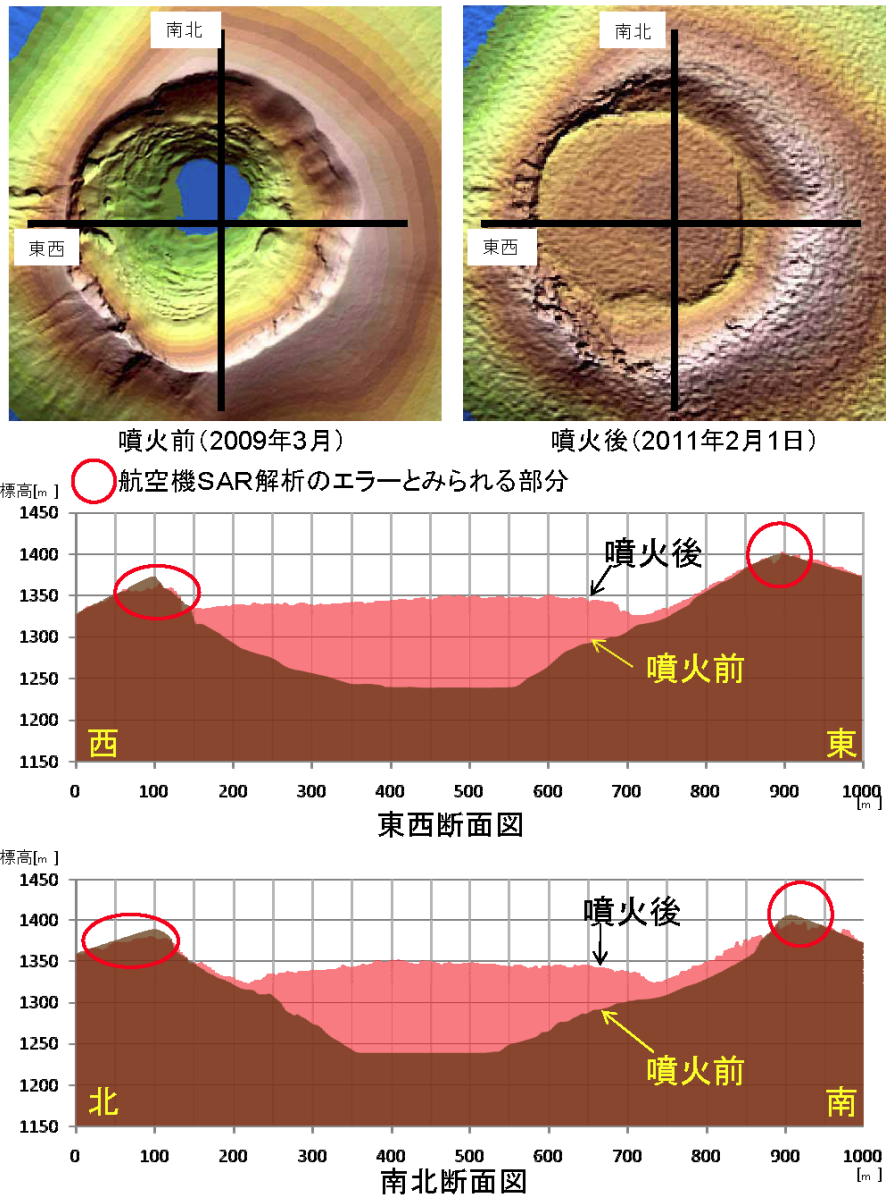 南北
東西
南北
東西
噴火前(2009年3月)
噴火後(2011年2月1日)
航空機SAR解析のエラーとみられる部分
標高[m]
1450
1400
1350
1300
1250
1200
1150
噴火後
噴火前
西
東
0 100 200 300 400 500 600 700 800 900 1000
[m]
東西断面図
標高[m]
1450
1400
1350
1300
1250
1200
1150
噴火後
噴火前
北
南
0 100 200 300 400 500 600 700 800 900 1000
[m]
南北断面図